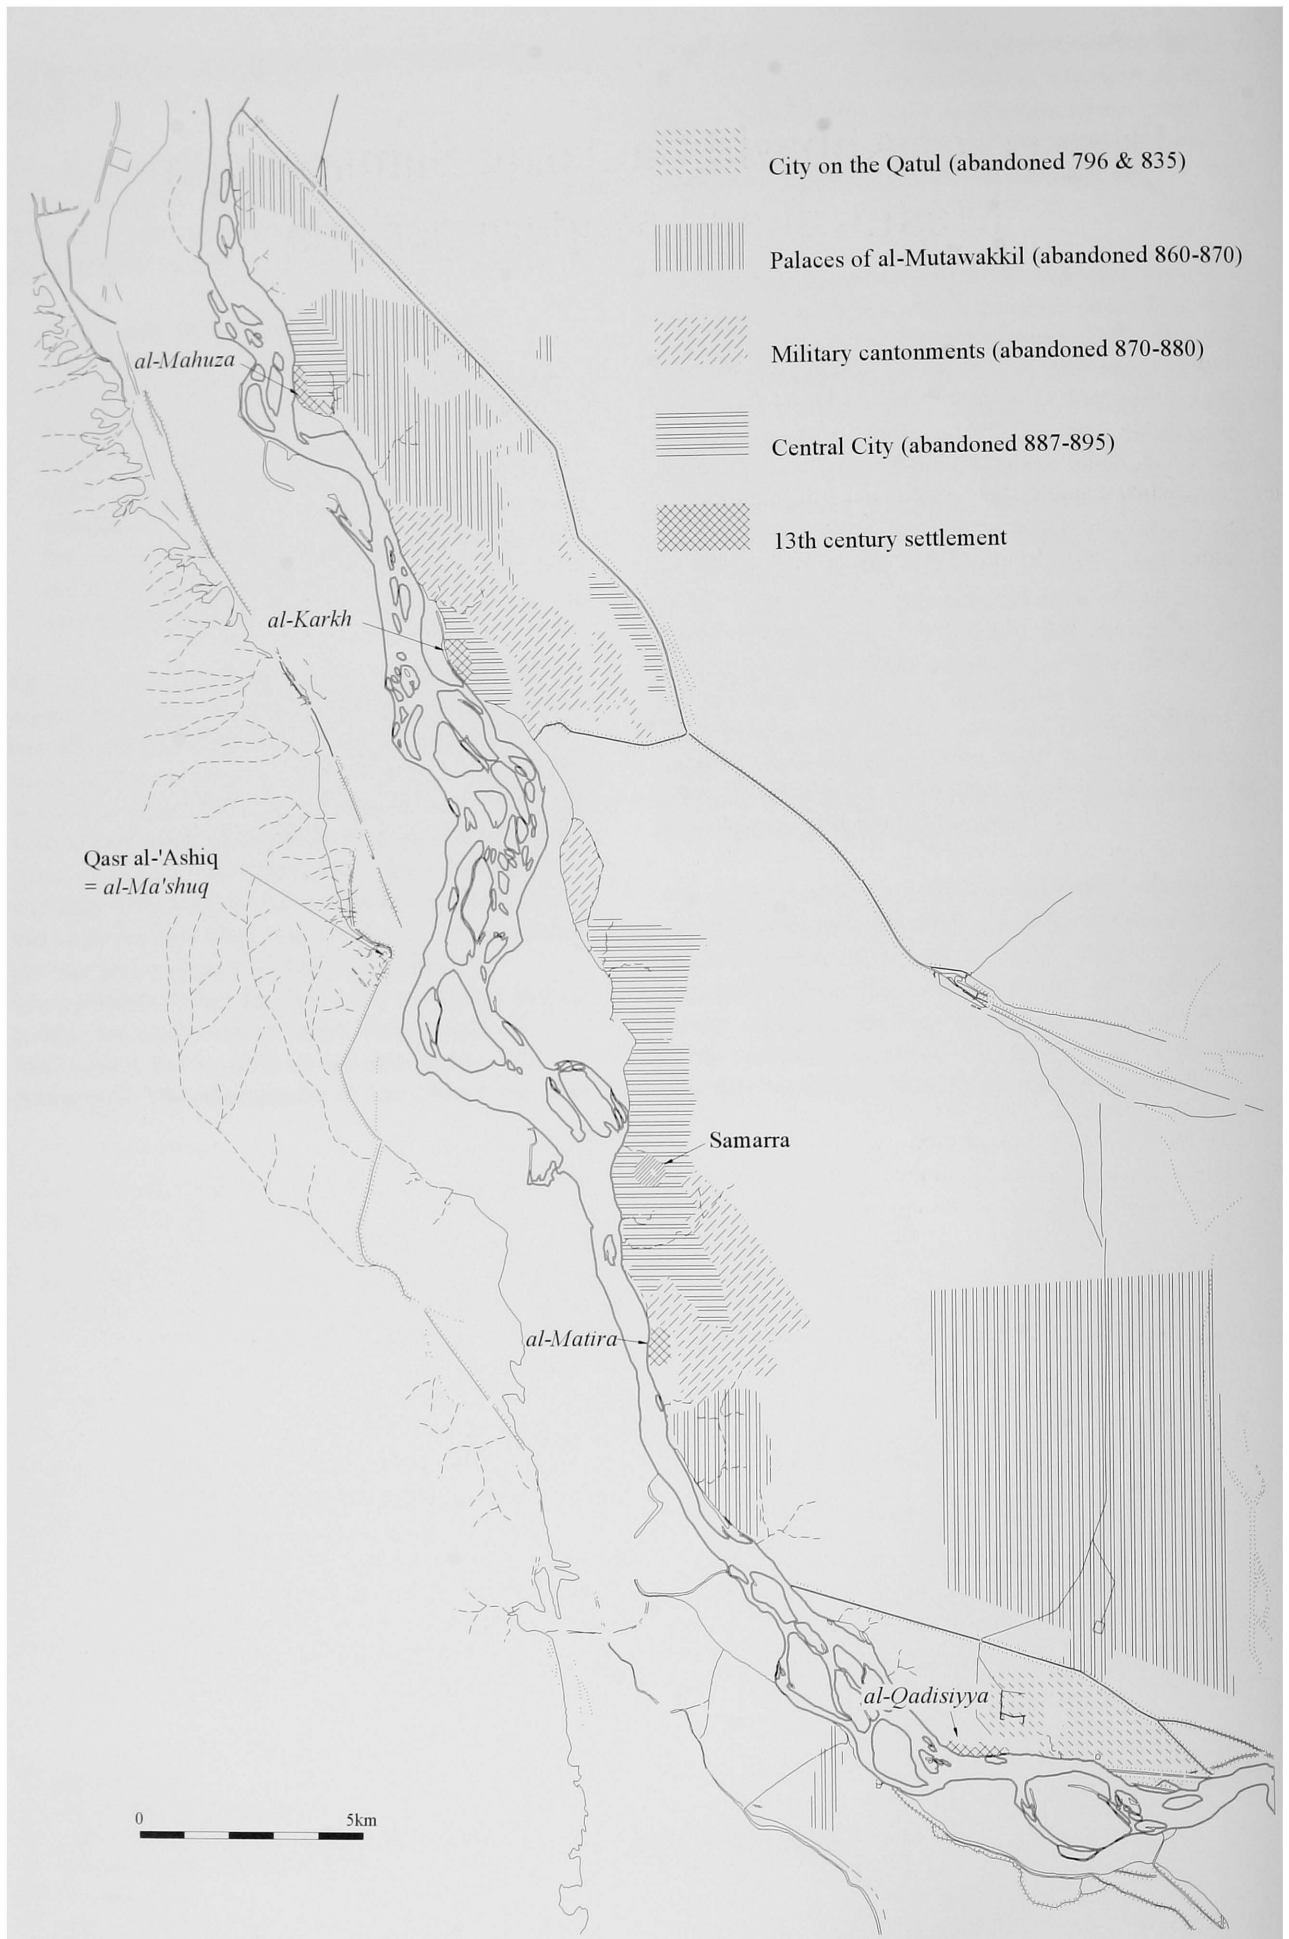 City on the Qatul (abandoned 796 & 835)
Palaces of al-Mutawakkil (abandoned 860-870)
Military cantonments (abandoned 870-880)
Central City (abandoned 887-895)
13th century settlement
al-Mahuza
al-Karkh
Qasr al-'Ashiq
= al-Ma'shuq
Samarra
al-Matira
al-Qadisiyya
0 5km